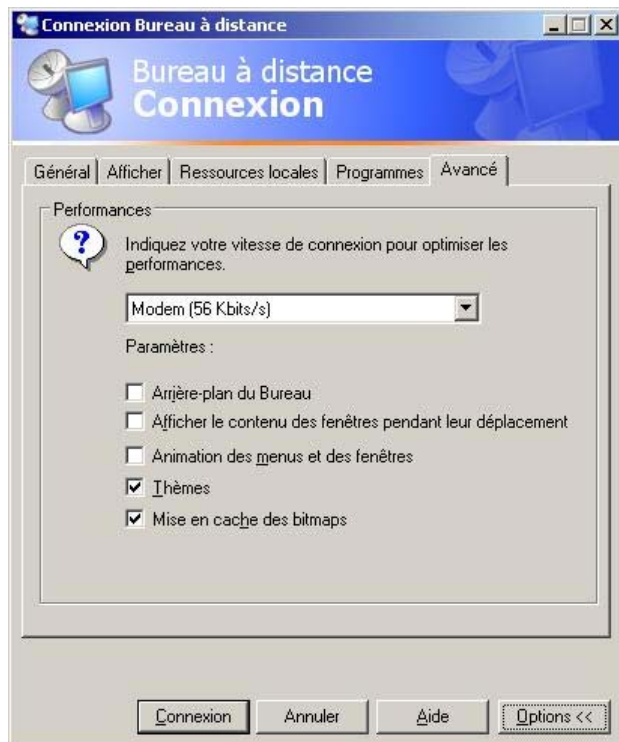 Connexion Bureau à distance
Bureau à distance
Connexion
Général Afficher Ressources locales Programmes Avancé
Performances
Indiquez votre vitesse de connexion pour optimiser les
performances.
Modem (56 Kbits/s)
Paramètres :
Arrière-plan du Bureau
Afficher le contenu des fenêtres pendant leur déplacement
Animation des menus et des fenêtres
Thèmes
Mise en cache des bitmaps
Connexion Annuler Aide Options <<